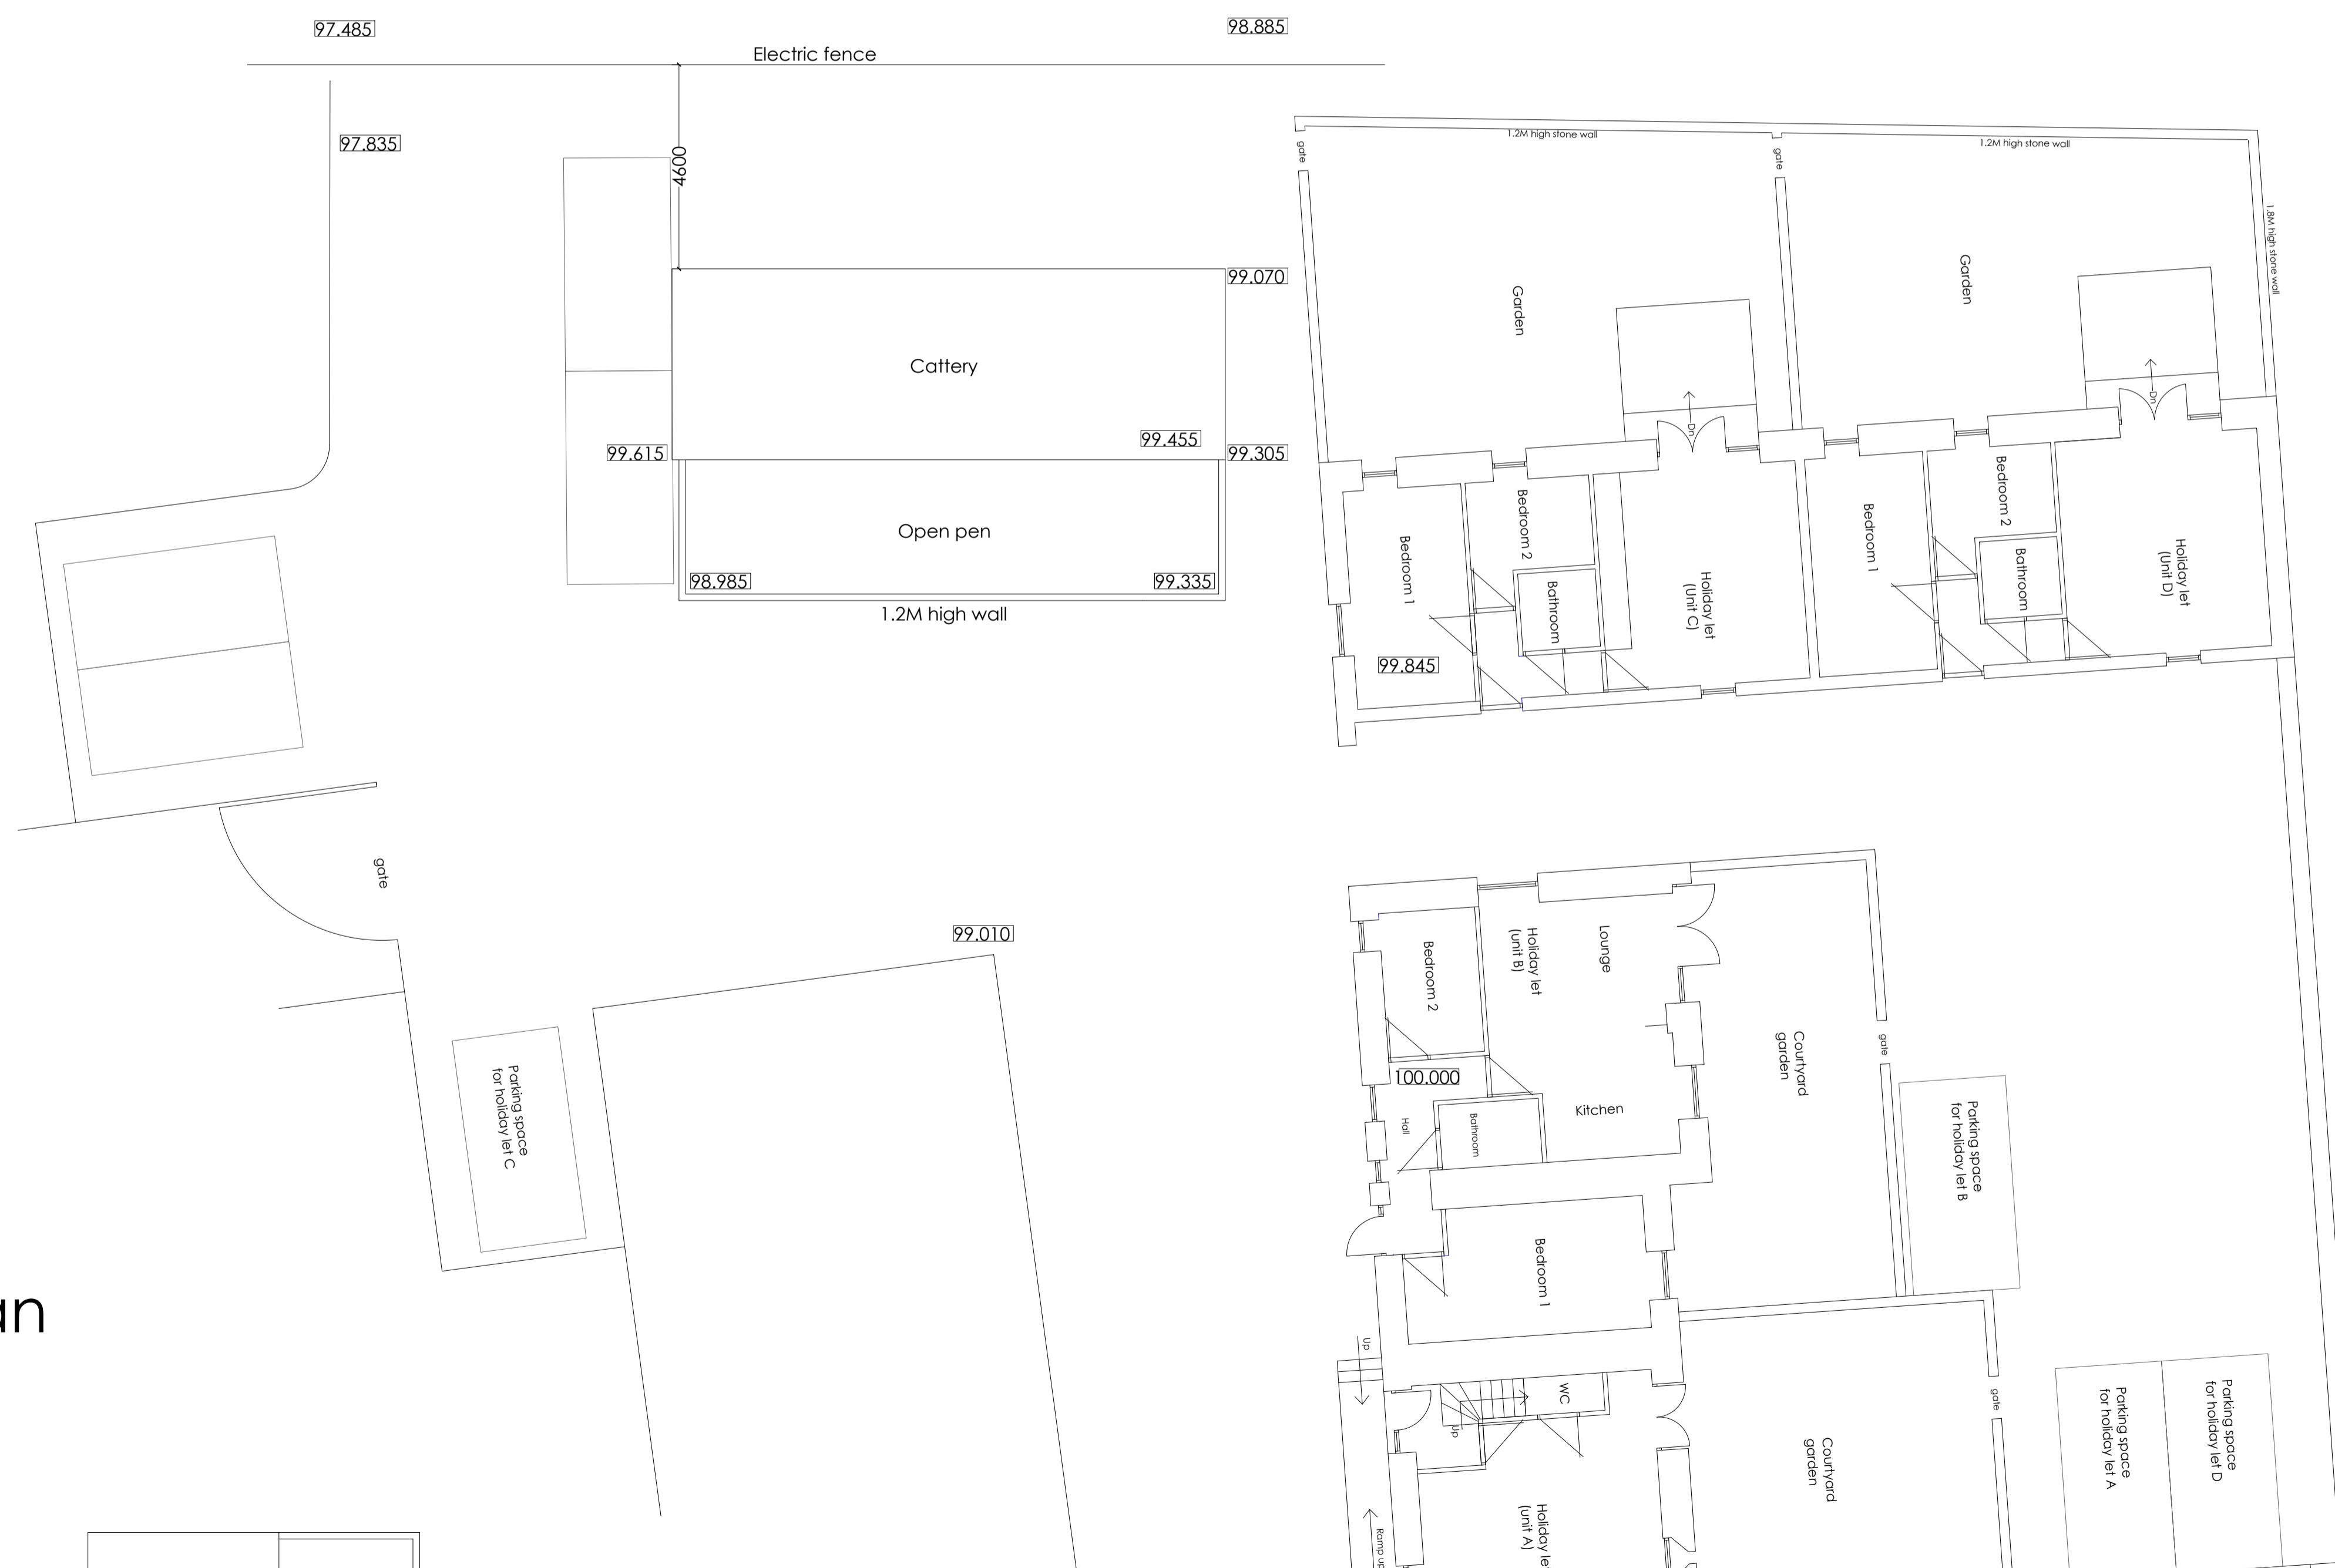 97.485
98.885
Electric fence
97.835
4600
gate
1.2M high stone wall
gate
1.2M high stone wall
1.8M high stone wall
99.070
Garden
Garden
Cattery
Dn
Dn
99.455
99.615
99.305
Open pen
98.985
99.335
1.2M high wall
Bedroom 1
Bedroom 2
Bathroom
Holiday let
(Unit C)
Bedroom 1
Bedroom 2
Bathroom
Holiday let
(Unit D)
99.845
gate
99.010
Bedroom 2
Holiday let
(unit B)
Lounge
100.000
Hall
Bathroom
Kitchen
Courtyard
garden
gate
Parking space
for holiday let C
Parking space
for holiday let B
Bedroom 1
an
Up
WC
Up
gate
Parking space
for holiday let A
Parking space
for holiday let D
Courtyard
garden
Holiday let
(unit A)
Ramp up